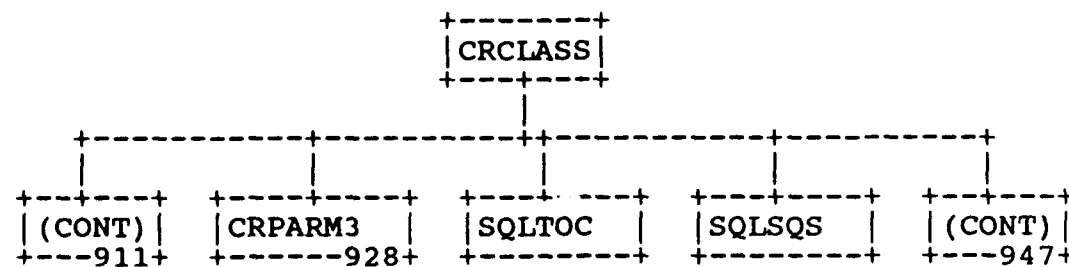 CRCLASS
(CONT) CRPARM3 SQLTOC SQLSQS (CONT)
911 928 947